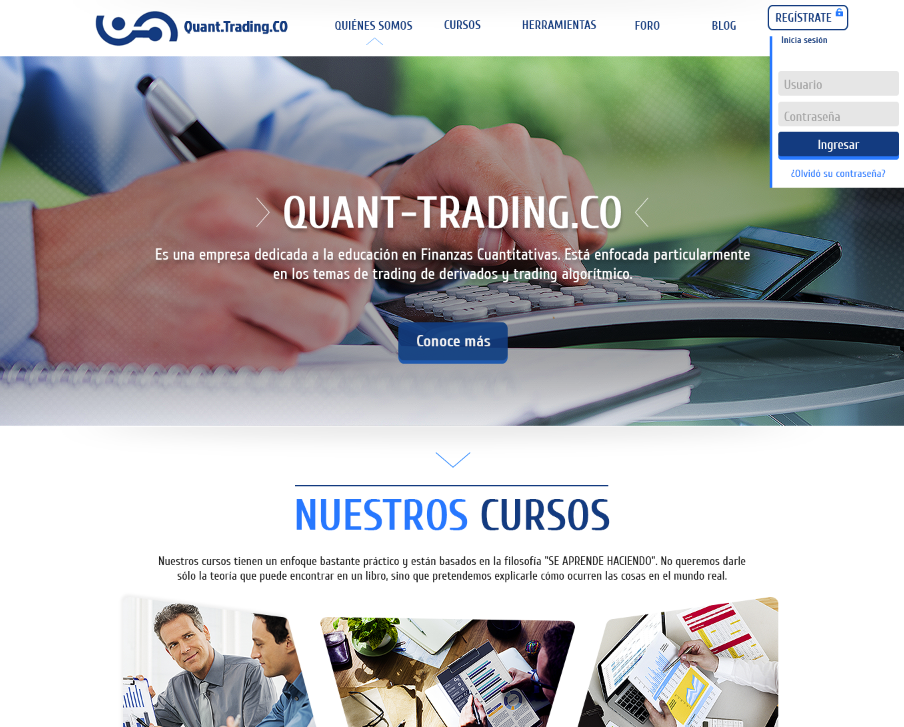 Quant.Trading.CO
QUIÉNES SOMOS
CURSOS
HERRAMIENTAS
FORO
BLOG
REGÍSTRATE
Inicia sesión
Usuario
Contraseña
Ingresar
¿Olvidó su contraseña?
QUANT-TRADING.CO
Es una empresa dedicada a la educación en Finanzas Cuantitativas. Está enfocada particularmente
en los temas de trading de derivados y trading algorítmico.
Conoce más
NUESTROS CURSOS
Nuestros cursos tienen un enfoque bastante práctico y están basados en la filosofía "SE APRENDE HACIENDO". No queremos darle
sólo la teoría que puede encontrar en un libro, sino que pretendemos explicarle cómo ocurren las cosas en el mundo real.